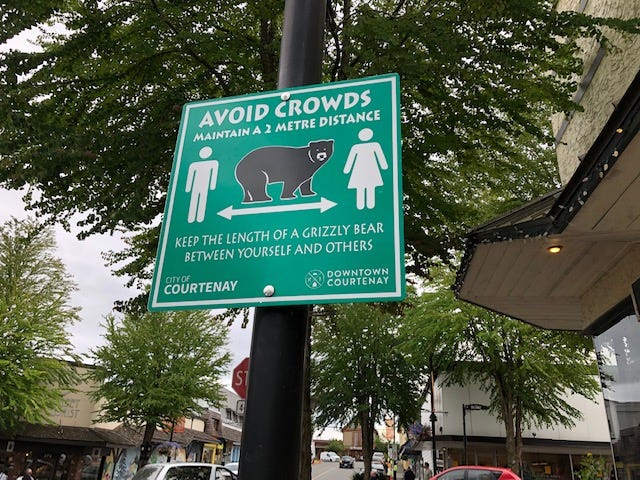 AVOID CROWDS
MAINTAIN A 2 METRE DISTANCE
KEEP THE LENGTH OF A GRIZZLY BEAR
BETWEEN YOURSELF AND OTHERS
CITY OF
COURTENAY
DOWNTOWN
COURTENAY
ST